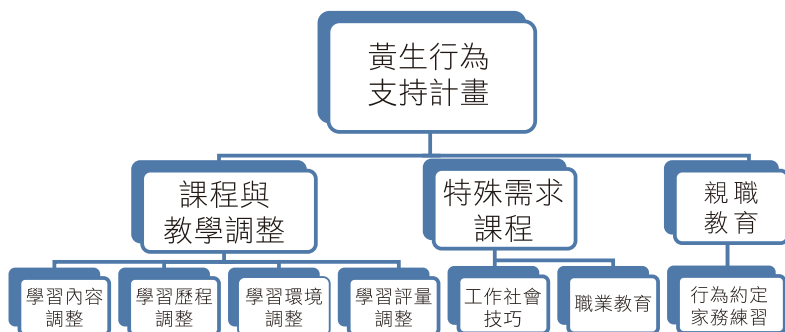 黃生行為
支持計畫
課程與
教學調整
特殊需求
課程
親職
教育
學習內容
調整
學習歷程
調整
學習環境
調整
學習評量
調整
工作社會
技巧
職業教育
行為約定
家務練習